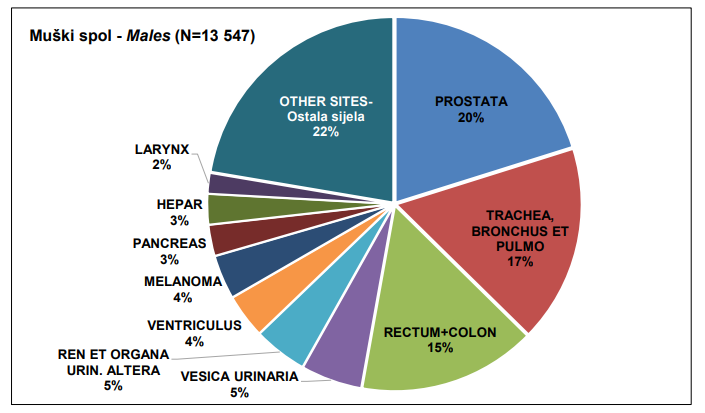 Muški spol - Males (N=13 547)
PROSTATA
20%
TRACHEA,
BRONCHUS ET
PULMO
17%
RECTUM+COLON
15%
VESICA URINARIA
5%
REN ET ORGANA
URIN. ALTERA
5%
VENTRICULUS
4%
MELANOMA
4%
PANCREAS
3%
HEPAR
3%
LARYNX
2%
OTHER SITES-
Ostala sijela
22%